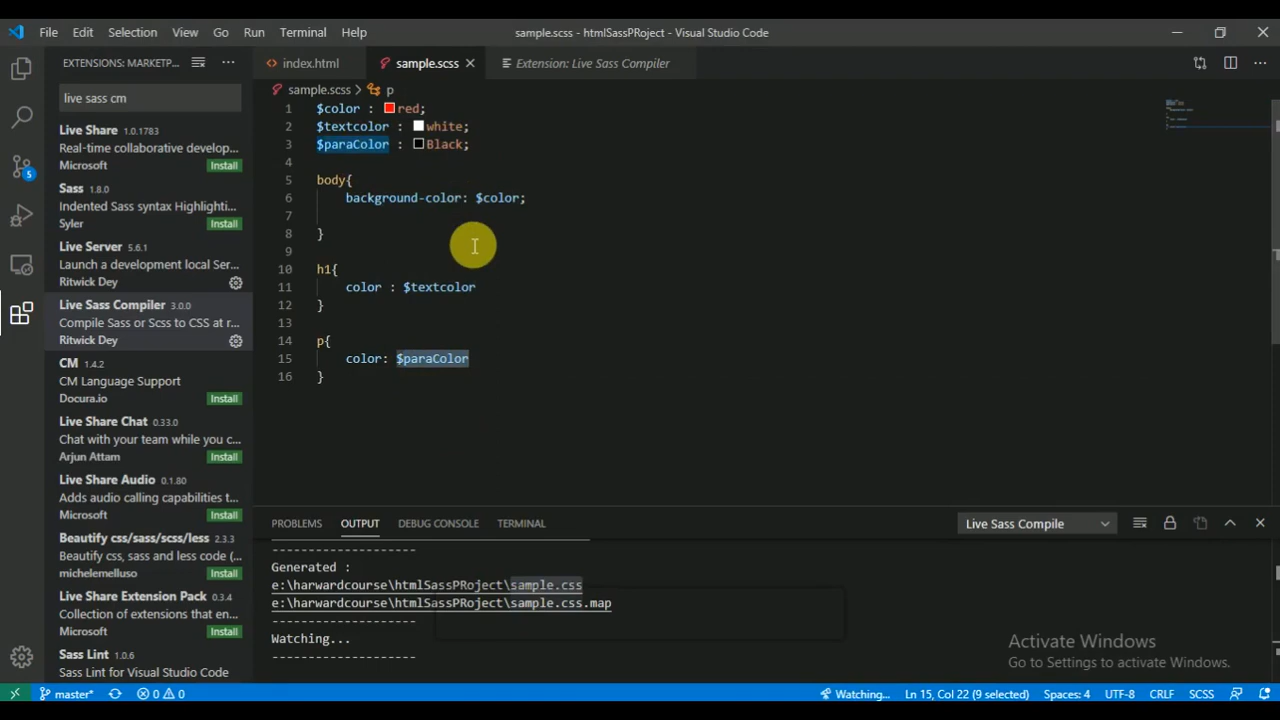 File Edit Selection View Go Run Terminal Help
sample.scss - htmlSassPRoject - Visual Studio Code
EXTENSIONS: MARKETP...
live sass cm
Live Share 1.0.1783
Real-time collaborative develop...
Microsoft Install
Sass 1.8.0
Indented Sass syntax Highlighti...
Syler Install
Live Server 5.6.1
Launch a development local Ser...
Ritwick Dey
Live Sass Compiler 3.0.0
Compile Sass or Scss to CSS at r...
Ritwick Dey
CM 1.4.2
CM Language Support
Docura.io Install
Live Share Chat 0.33.0
Chat with your team while you c...
Arjun Attam Install
Live Share Audio 0.1.80
Adds audio calling capabilities t...
Microsoft Install
Beautify css/sass/scss/less 2.3.3
Beautify css, sass and less code (...
michelemelluso Install
Live Share Extension Pack 0.3.4
Collection of extensions that en...
Microsoft Install
Sass Lint 1.0.6
Sass Lint for Visual Studio Code
5
index.html sample.scss Extension: Live Sass Compiler
sample.scss > p
1 $color : red;
2 $textcolor : white;
3 $paraColor : Black;
4
5 body{
6 background-color: $color;
7
8 }
9
10 h1{
11 color : $textcolor
12 }
13
14 p{
15 color: $paraColor
16 }
PROBLEMS OUTPUT DEBUG CONSOLE TERMINAL
Live Sass Compile
--------------------
Generated :
e:\harwardcourse\htmlSassPRoject\sample.css
e:\harwardcourse\htmlSassPRoject\sample.css.map
--------------------
Watching...
--------------------
Activate Windows
Go to Settings to activate Windows.
master* 0 0 Watching... Ln 15, Col 22 (9 selected) Spaces: 4 UTF-8 CRLF SCSS